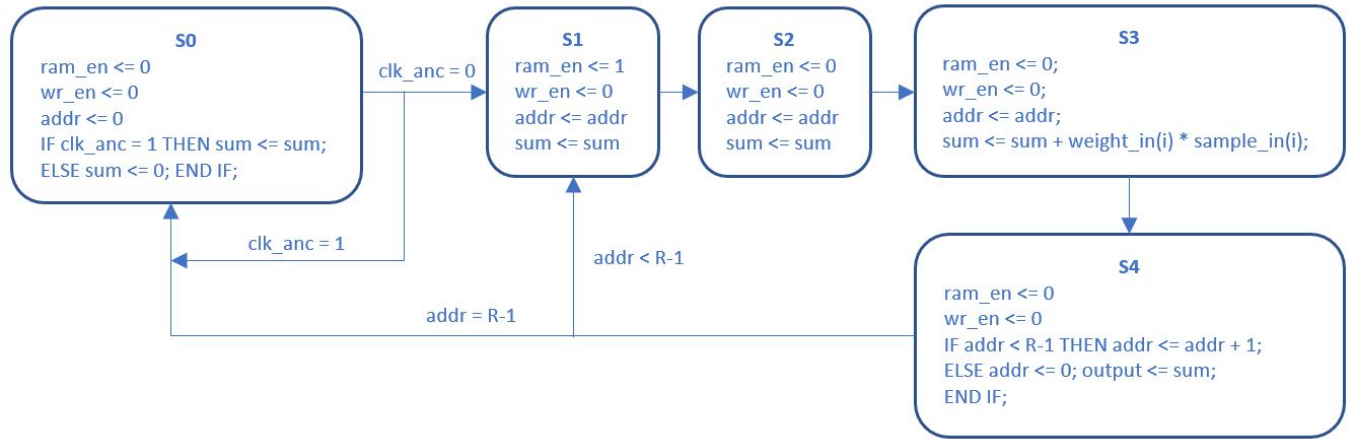 S0
ram_en <= 0
wr_en <= 0
addr <= 0
IF clk_anc = 1 THEN sum <= sum;
ELSE sum <= 0; END IF;
clk_anc = 0
clk_anc = 1
S1
ram_en <= 1
wr_en <= 0
addr <= addr
sum <= sum
S2
ram_en <= 0
wr_en <= 0
addr <= addr
sum <= sum
S3
ram_en <= 0;
wr_en <= 0;
addr <= addr;
sum <= sum + weight_in(i) * sample_in(i);
addr < R-1
addr = R-1
S4
ram_en <= 0
wr_en <= 0
IF addr < R-1 THEN addr <= addr + 1;
ELSE addr <= 0; output <= sum;
END IF;